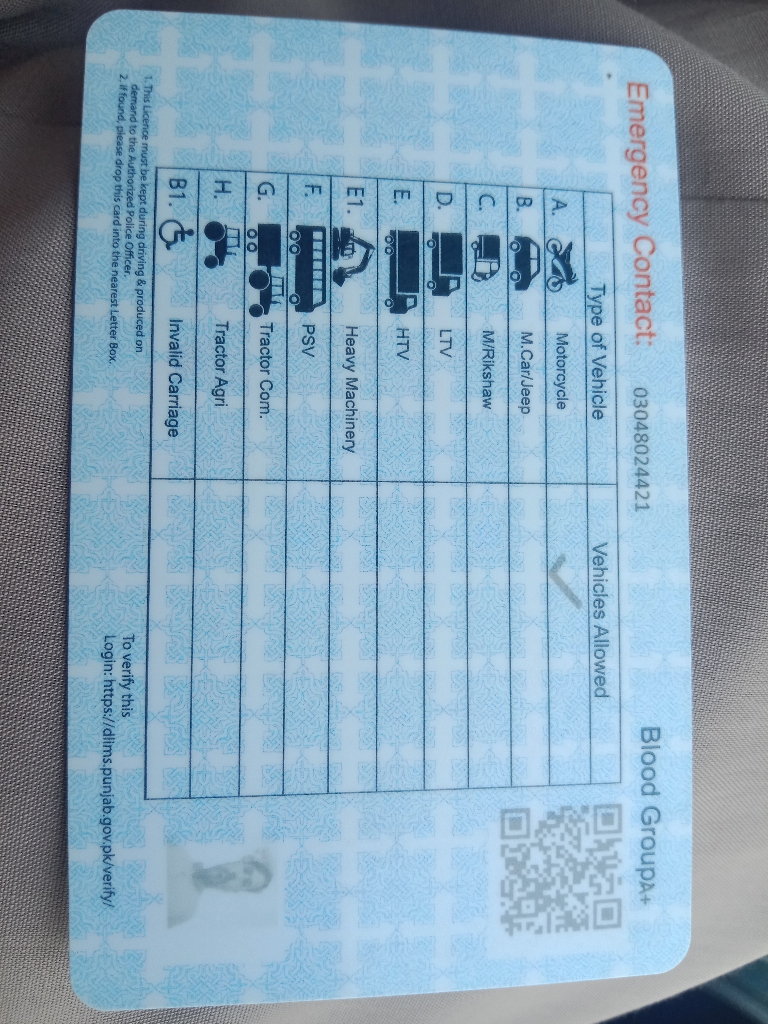 Emergency Contact: 03048024421 Blood GroupA+
Type of Vehicle Vehicles Allowed
A. Motorcycle ✓
B. M.Car/Jeep
C. M/Rikshaw
D. LTV
E. HTV
E1. Heavy Machinery
F. PSV
G. Tractor Com.
H. Tractor Agri
B1. Invalid Carriage
1. This Licence must be kept during driving & produced on
demand to the Authorized Police Officer.
2. If found, please drop this card into the nearest Letter Box.
To verify this
Login: https://dlims.punjab.gov.pk/verify/